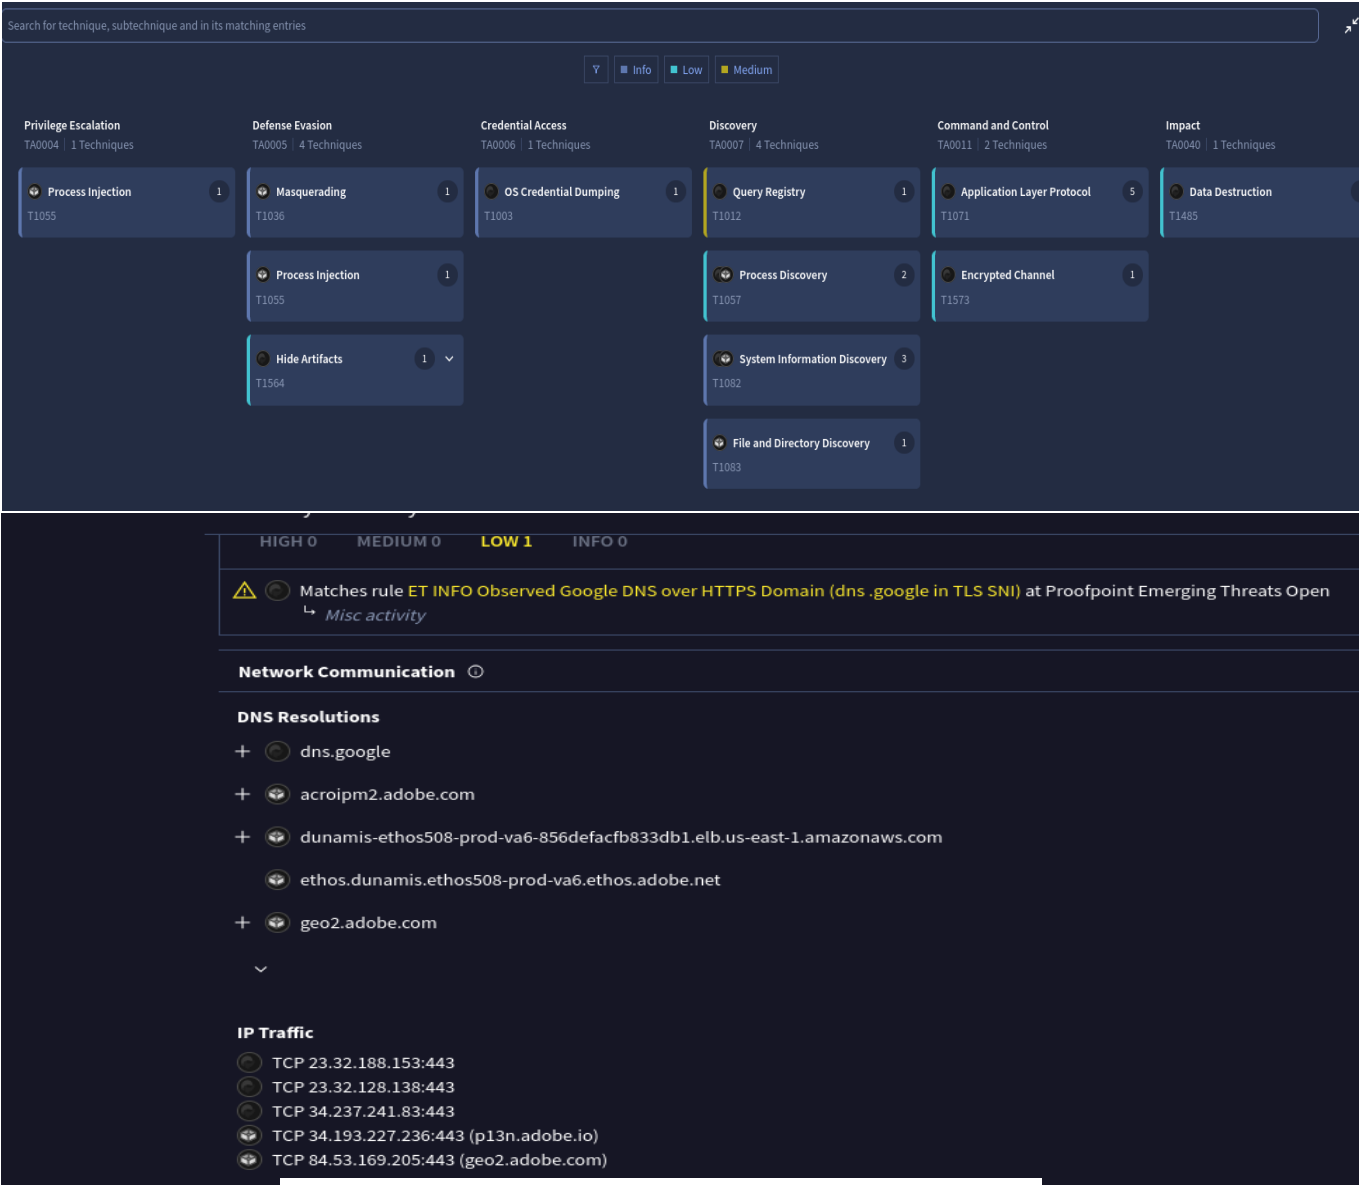 Search for technique, subtechnique and in its matching entries
Info Low Medium
Privilege Escalation
TA0004 | 1 Techniques
Process Injection 1
T1055
Defense Evasion
TA0005 | 4 Techniques
Masquerading 1
T1036
Process Injection 1
T1055
Hide Artifacts 1
T1564
Credential Access
TA0006 | 1 Techniques
OS Credential Dumping 1
T1003
Discovery
TA0007 | 4 Techniques
Query Registry 1
T1012
Process Discovery 2
T1057
System Information Discovery 3
T1082
File and Directory Discovery 1
T1083
Command and Control
TA0011 | 2 Techniques
Application Layer Protocol 5
T1071
Encrypted Channel 1
T1573
Impact
TA0040 | 1 Techniques
Data Destruction
T1485
HIGH 0 MEDIUM 0 LOW 1 INFO 0
Matches rule ET INFO Observed Google DNS over HTTPS Domain (dns .google in TLS SNI) at Proofpoint Emerging Threats Open
Misc activity
Network Communication
DNS Resolutions
+ dns.google
+ acroipm2.adobe.com
+ dunamis-ethos508-prod-va6-856defacfb833db1.elb.us-east-1.amazonaws.com
ethos.dunamis.ethos508-prod-va6.ethos.adobe.net
+ geo2.adobe.com
IP Traffic
TCP 23.32.188.153:443
TCP 23.32.128.138:443
TCP 34.237.241.83:443
TCP 34.193.227.236:443 (p13n.adobe.io)
TCP 84.53.169.205:443 (geo2.adobe.com)